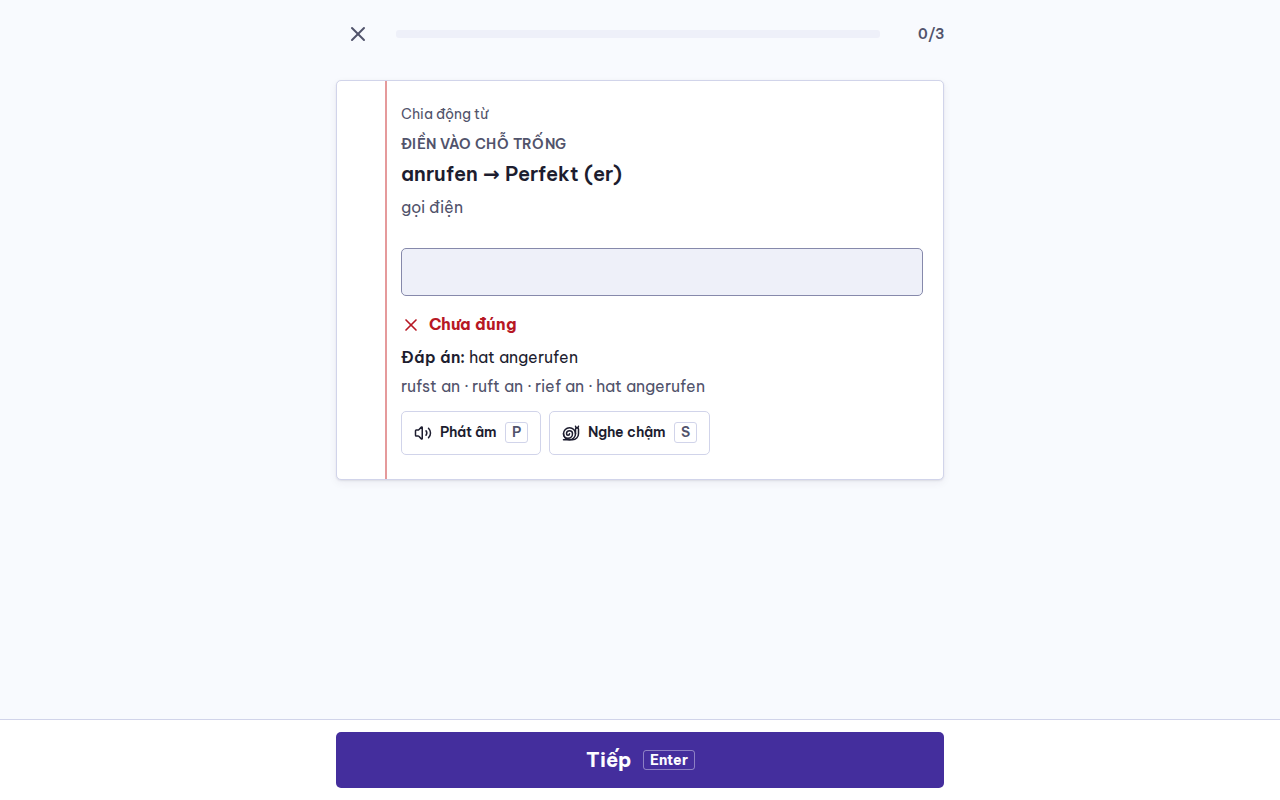 0/3
Chia động từ
ĐIỀN VÀO CHỖ TRỐNG
anrufen → Perfekt (er)
gọi điện
Chưa đúng
Đáp án: hat angerufen
rufst an · ruft an · rief an · hat angerufen
Phát âm P Nghe chậm S
Tiếp Enter